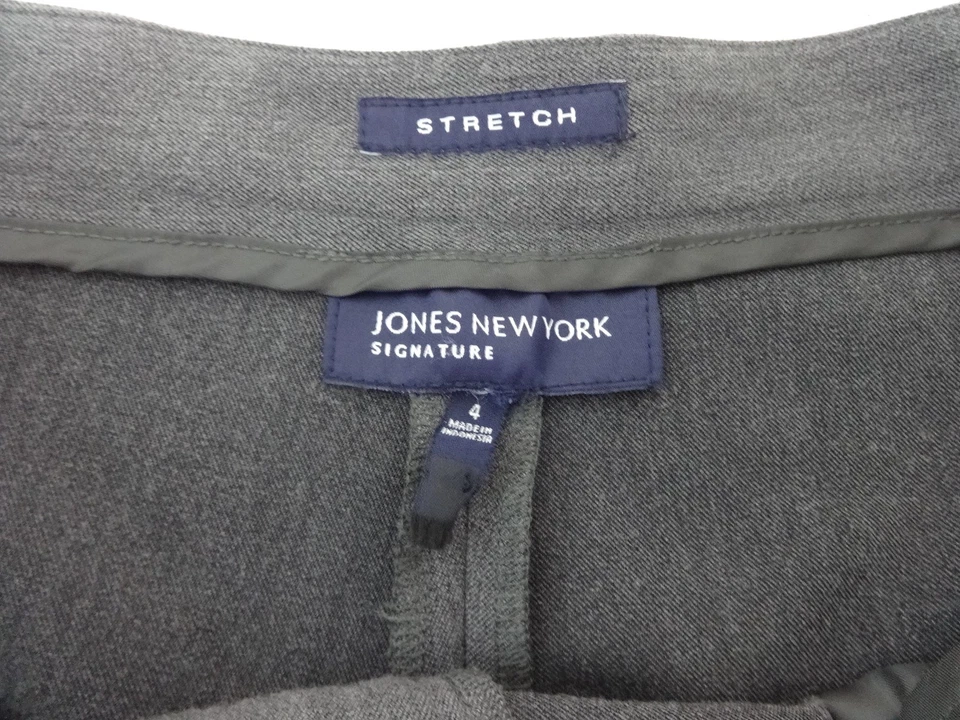 STRETCH
JONES NEW YORK
SIGNATURE
4
MADE IN
INDONESIA